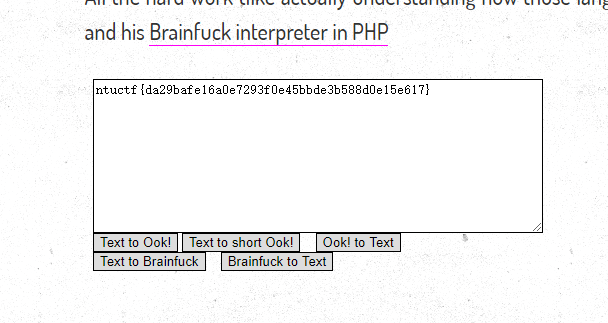 All the hard work (like actually understanding how those lang
and his Brainfuck interpreter in PHP
ntuctf{da29bafe16a0e7293f0e45bbde3b588d0e15e617}
Text to Ook! Text to short Ook! Ook! to Text
Text to Brainfuck Brainfuck to Text